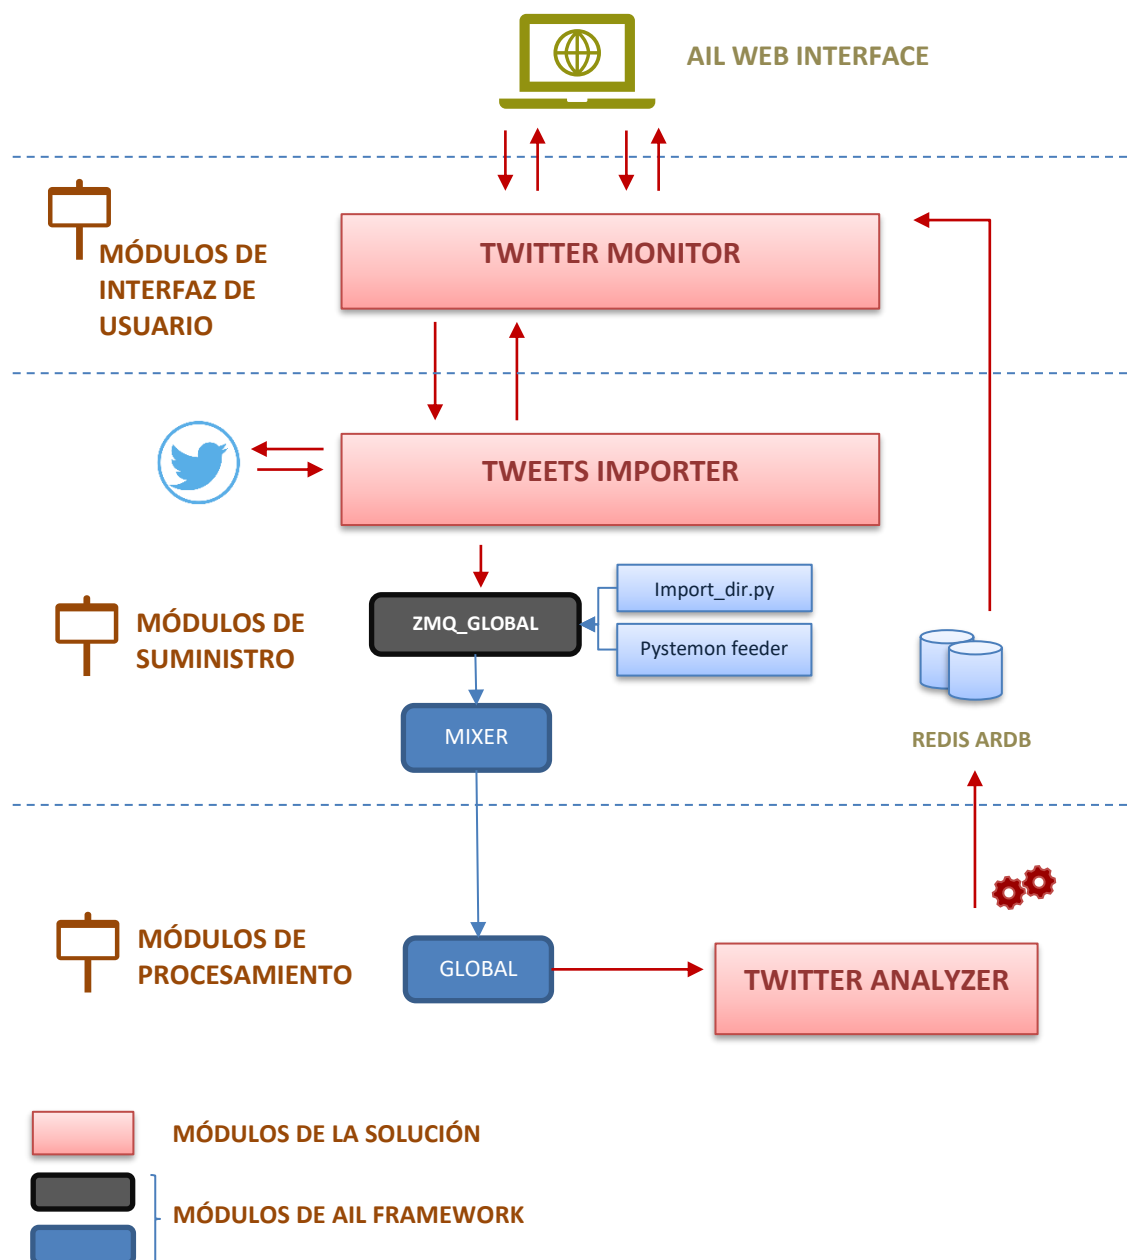 AIL WEB INTERFACE
MÓDULOS DE
INTERFAZ DE
USUARIO
TWITTER MONITOR
TWEETS IMPORTER
ZMQ_GLOBAL
Import_dir.py
Pystemon feeder
MÓDULOS DE
SUMINISTRO
MIXER
REDIS ARDB
MÓDULOS DE
PROCESAMIENTO
GLOBAL
TWITTER ANALYZER
MÓDULOS DE LA SOLUCIÓN
MÓDULOS DE AIL FRAMEWORK